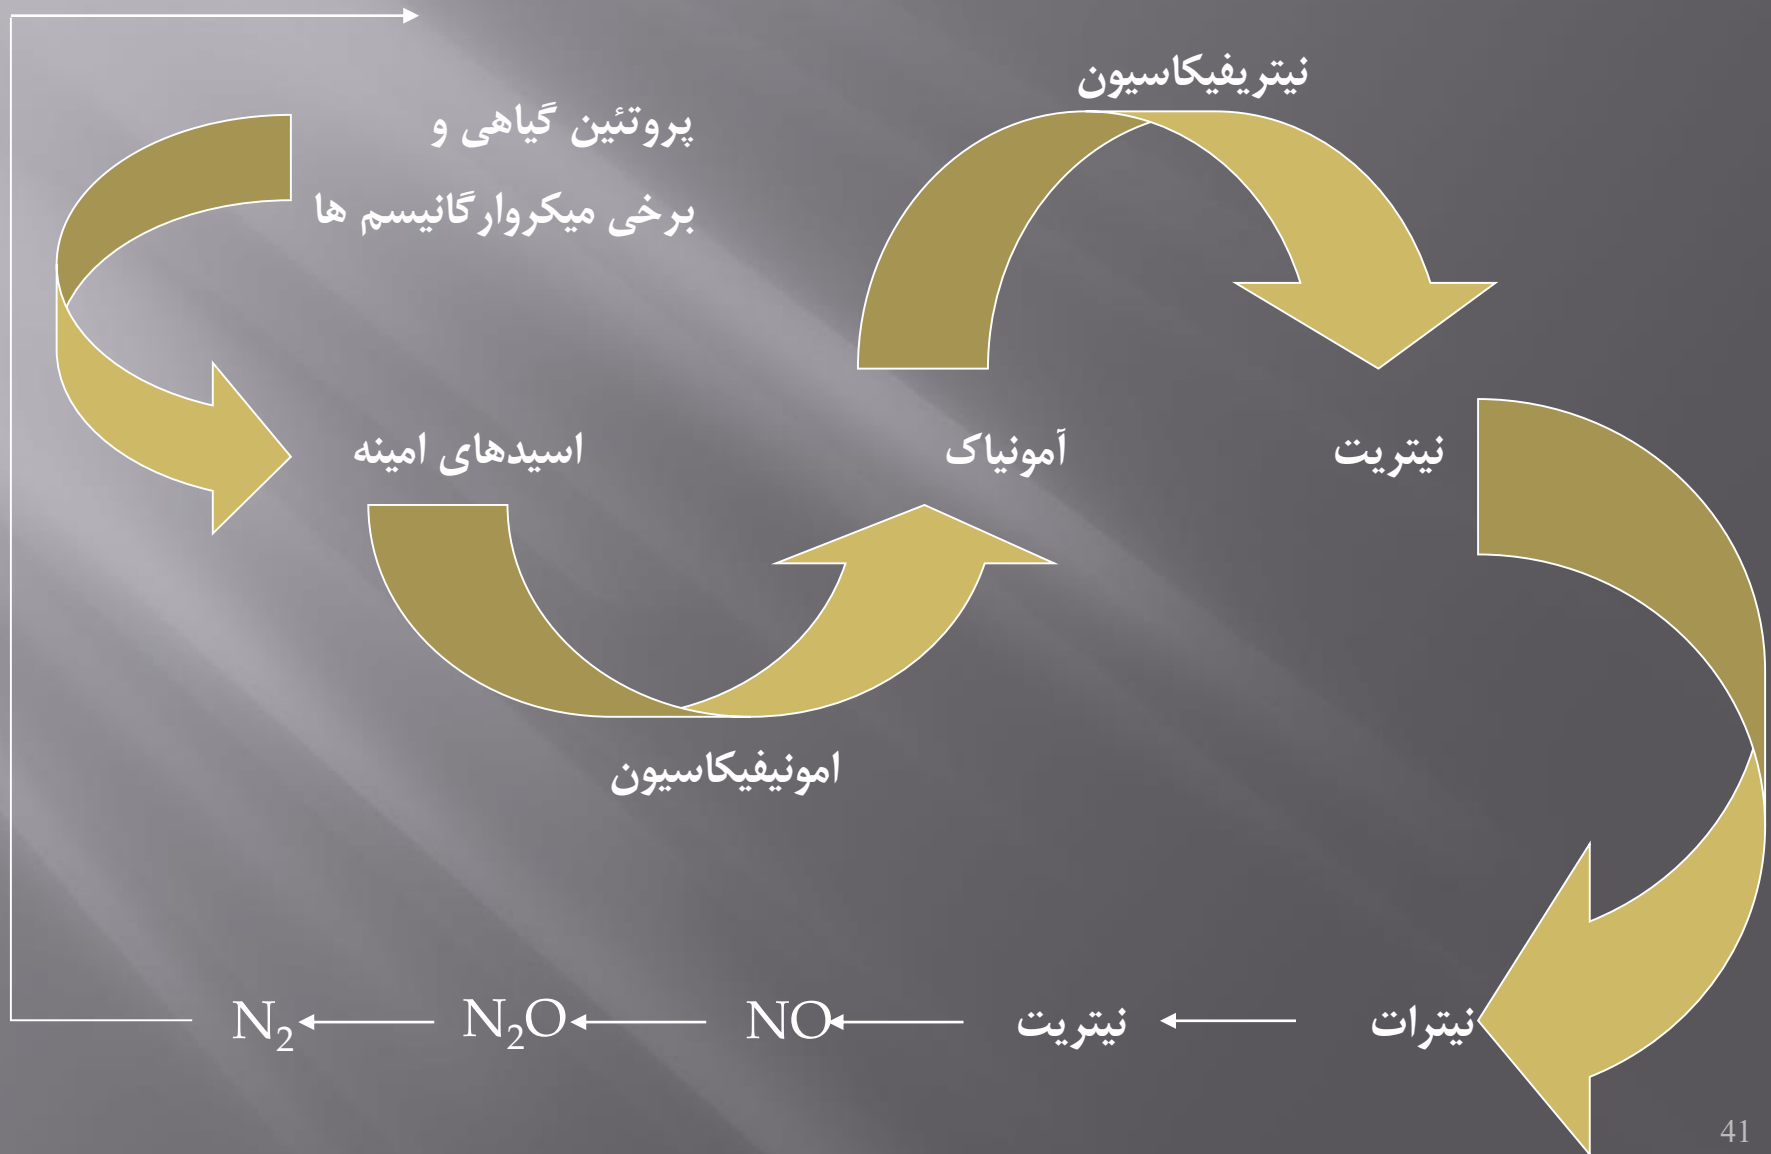 نیتریفیکاسیون
پروتئین گیاهی و
برخی میکروارگانیسم ها
اسیدهای امینه
آمونیاک
نیتریت
امونیفیکاسیون
نیترات
نیتریت
NO
N₂O
N₂
41